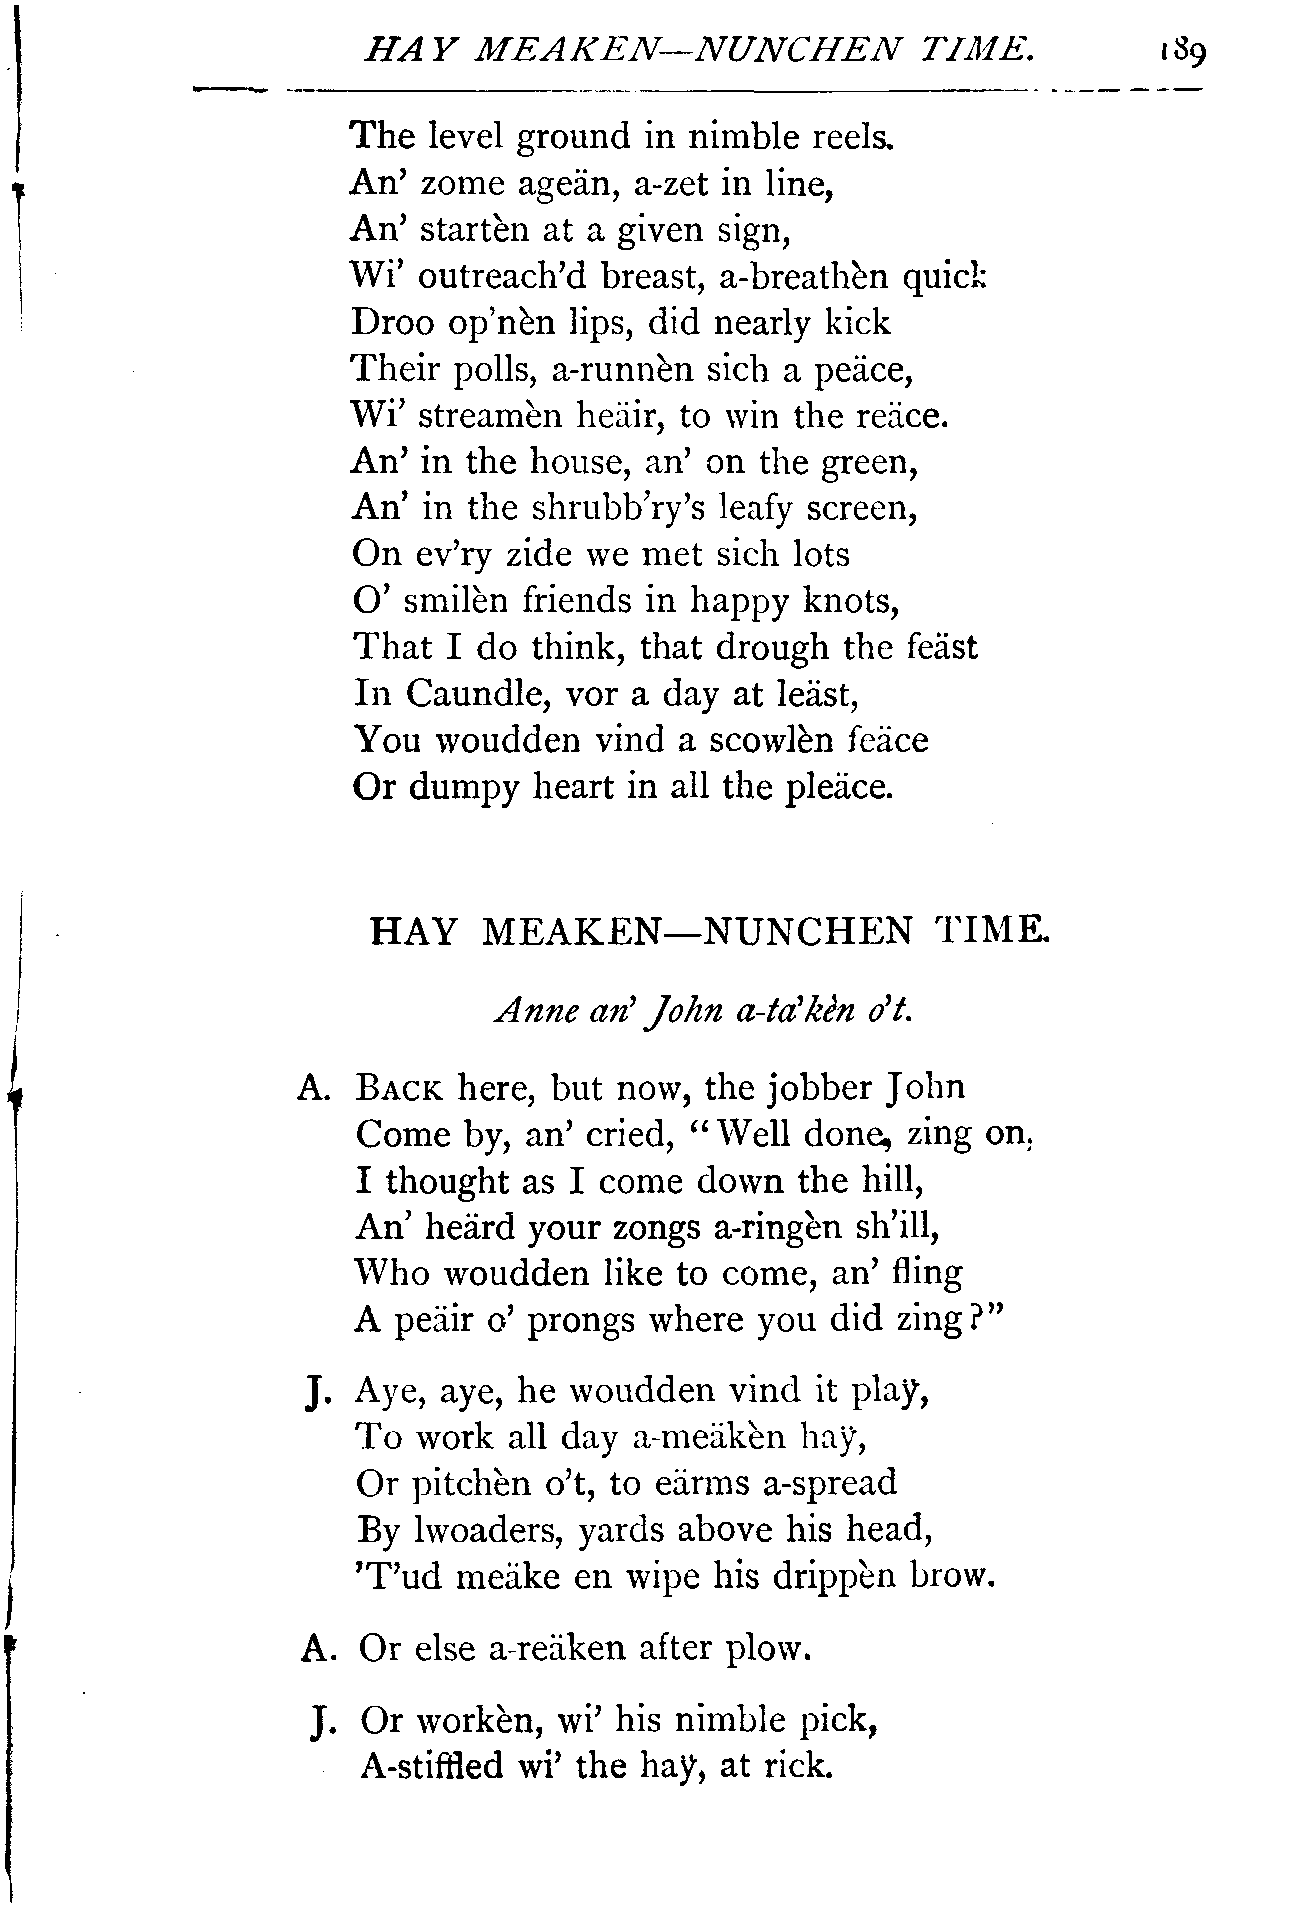 HAY MEAKEN—NUNCHEN TIME. 189
The level ground in nimble reels.
An' zome ageän, a-zet in line,
An' startèn at a given sign,
Wi' outreach'd breast, a-breathèn quick
Droo op'nèn lips, did nearly kick
Their polls, a-runnèn sich a peäce,
Wi' streamèn heäir, to win the reäce.
An' in the house, an' on the green,
An' in the shrubb'ry's leafy screen,
On ev'ry zide we met sich lots
O' smilèn friends in happy knots,
That I do think, that drough the feäst
In Caundle, vor a day at leäst,
You woudden vind a scowlèn feäce
Or dumpy heart in all the pleäce.
HAY MEAKEN—NUNCHEN TIME.
Anne an' John a-ta'kèn o't.
A. BACK here, but now, the jobber John
Come by, an' cried, "Well done, zing on,
I thought as I come down the hill,
An' heärd your zongs a-ringèn sh'ill,
Who woudden like to come, an' fling
A peäir o' prongs where you did zing?"
J. Aye, aye, he woudden vind it plaÿ,
To work all day a-meäkèn haÿ,
Or pitchèn o't, to eärms a-spread
By lwoaders, yards above his head,
'T'ud meäke en wipe his drippèn brow.
A. Or else a-reäken after plow.
J. Or workèn, wi' his nimble pick,
A-stiffled wi' the haÿ, at rick.